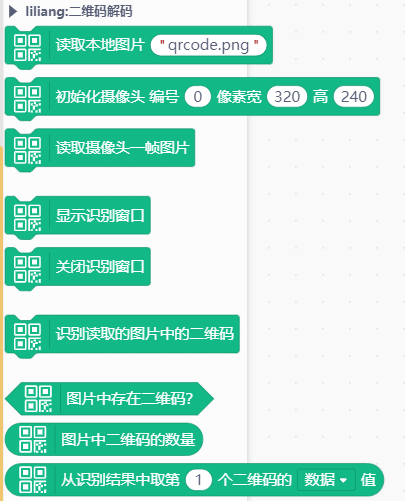 liliang:二维码解码
读取本地图片 "qrcode.png"
初始化摄像头 编号 0 像素宽 320 高 240
读取摄像头一帧图片
显示识别窗口
关闭识别窗口
识别读取的图片中的二维码
图片中存在二维码?
图片中二维码的数量
从识别结果中取第 1 个二维码的 数据 值